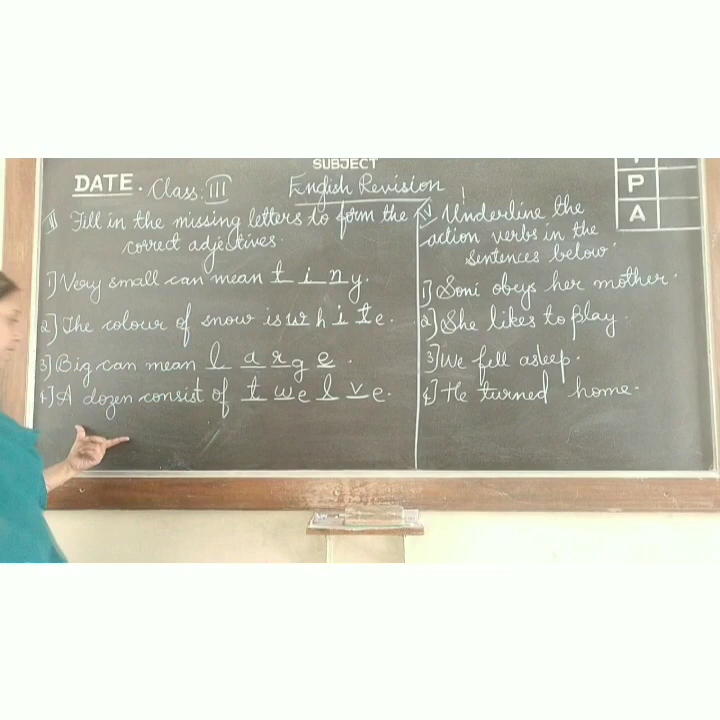 SUBJECT
DATE. Class: III
English Revision
P
A
II Fill in the missing letters to form the
correct adjectives.
1] Very small can mean t i n y.
2] The colour of snow is w h i t e.
3] Big can mean l a r g e.
4] A dozen consist of t w e l v e.
Underline the
action verbs in the
sentences below.
1] Soni obeys her mother.
2] She likes to play.
3] We fell asleep.
4] He turned home.